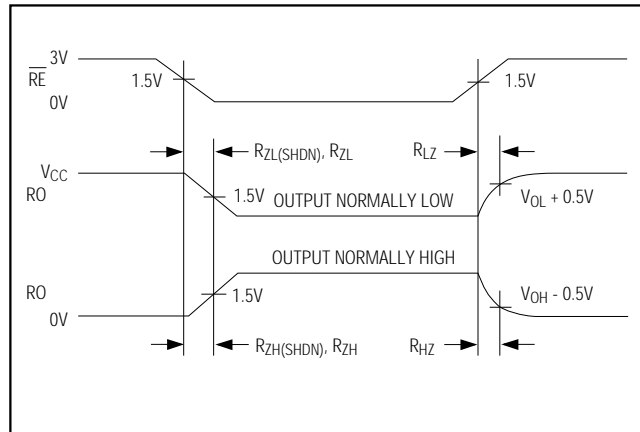 3V
RE
1.5V
1.5V
0V
RZL(SHDN), RZL
RLZ
VCC
RO
1.5V
OUTPUT NORMALLY LOW
VOL + 0.5V
OUTPUT NORMALLY HIGH
RO
1.5V
VOH - 0.5V
0V
RZH(SHDN), RZH
RHZ